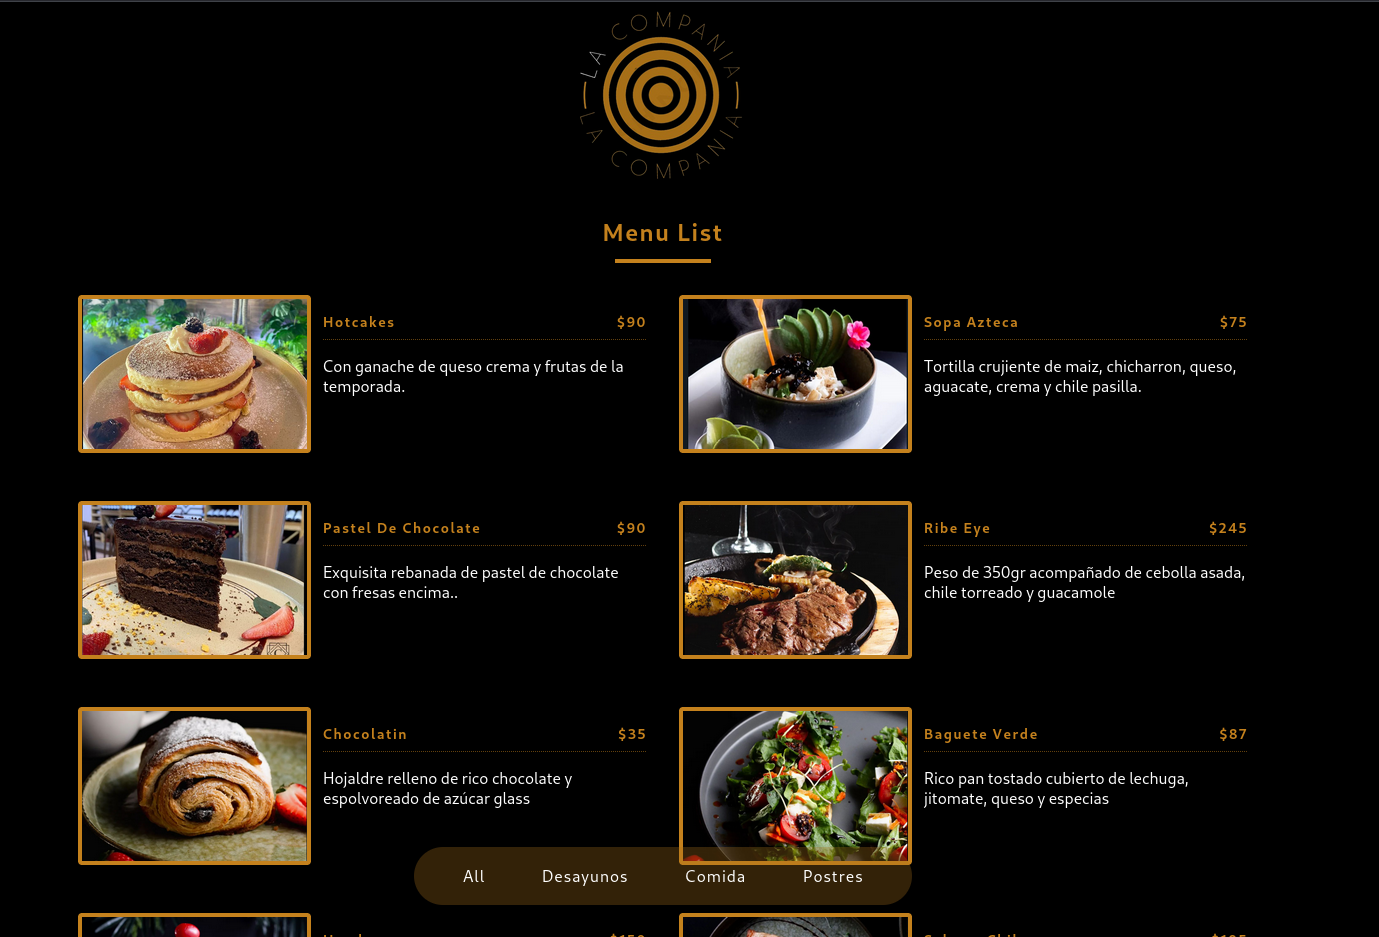 LA COMPANIA
LA COMPANIA
Menu List
Hotcakes $90
Con ganache de queso crema y frutas de la
temporada.
Sopa Azteca $75
Tortilla crujiente de maiz, chicharron, queso,
aguacate, crema y chile pasilla.
Pastel De Chocolate $90
Exquisita rebanada de pastel de chocolate
con fresas encima..
Ribe Eye $245
Peso de 350gr acompañado de cebolla asada,
chile torreado y guacamole
Chocolatin $35
Hojaldre relleno de rico chocolate y
espolvoreado de azúcar glass
Baguete Verde $87
Rico pan tostado cubierto de lechuga,
jitomate, queso y especias
All Desayunos Comida Postres